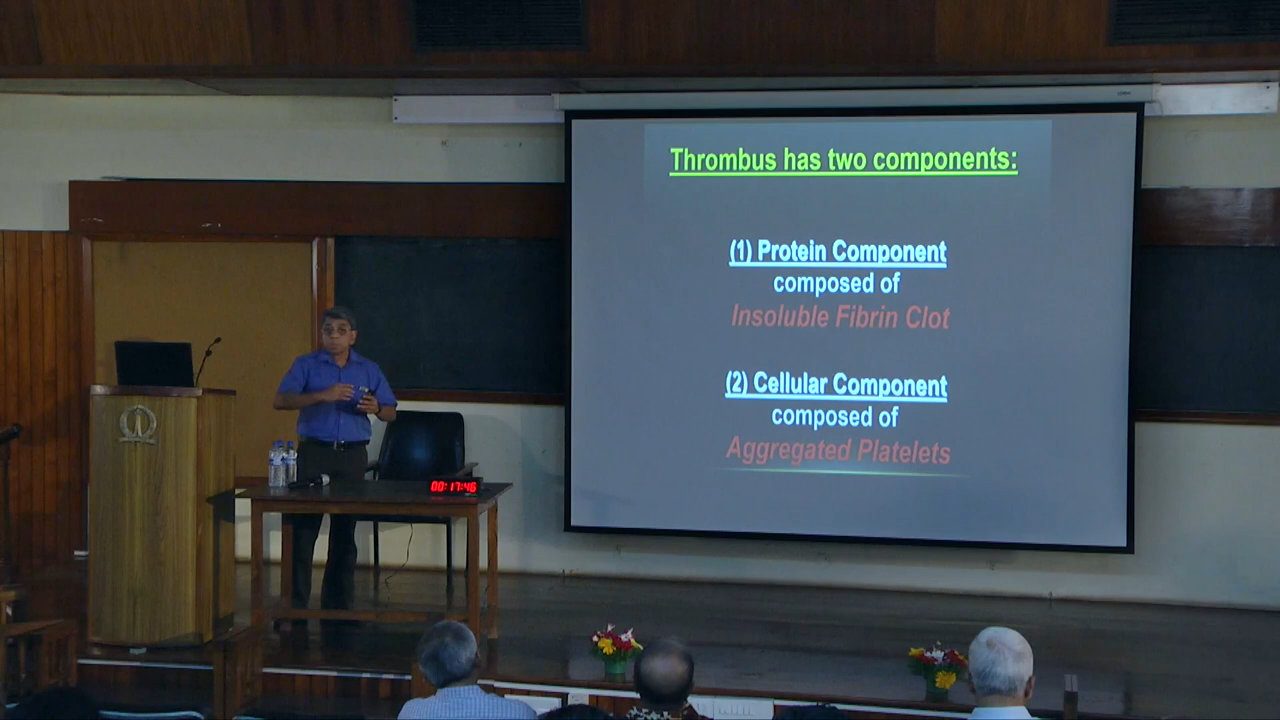 Thrombus has two components:
(1) Protein Component
composed of
Insoluble Fibrin Clot
(2) Cellular Component
composed of
Aggregated Platelets
00:17:46